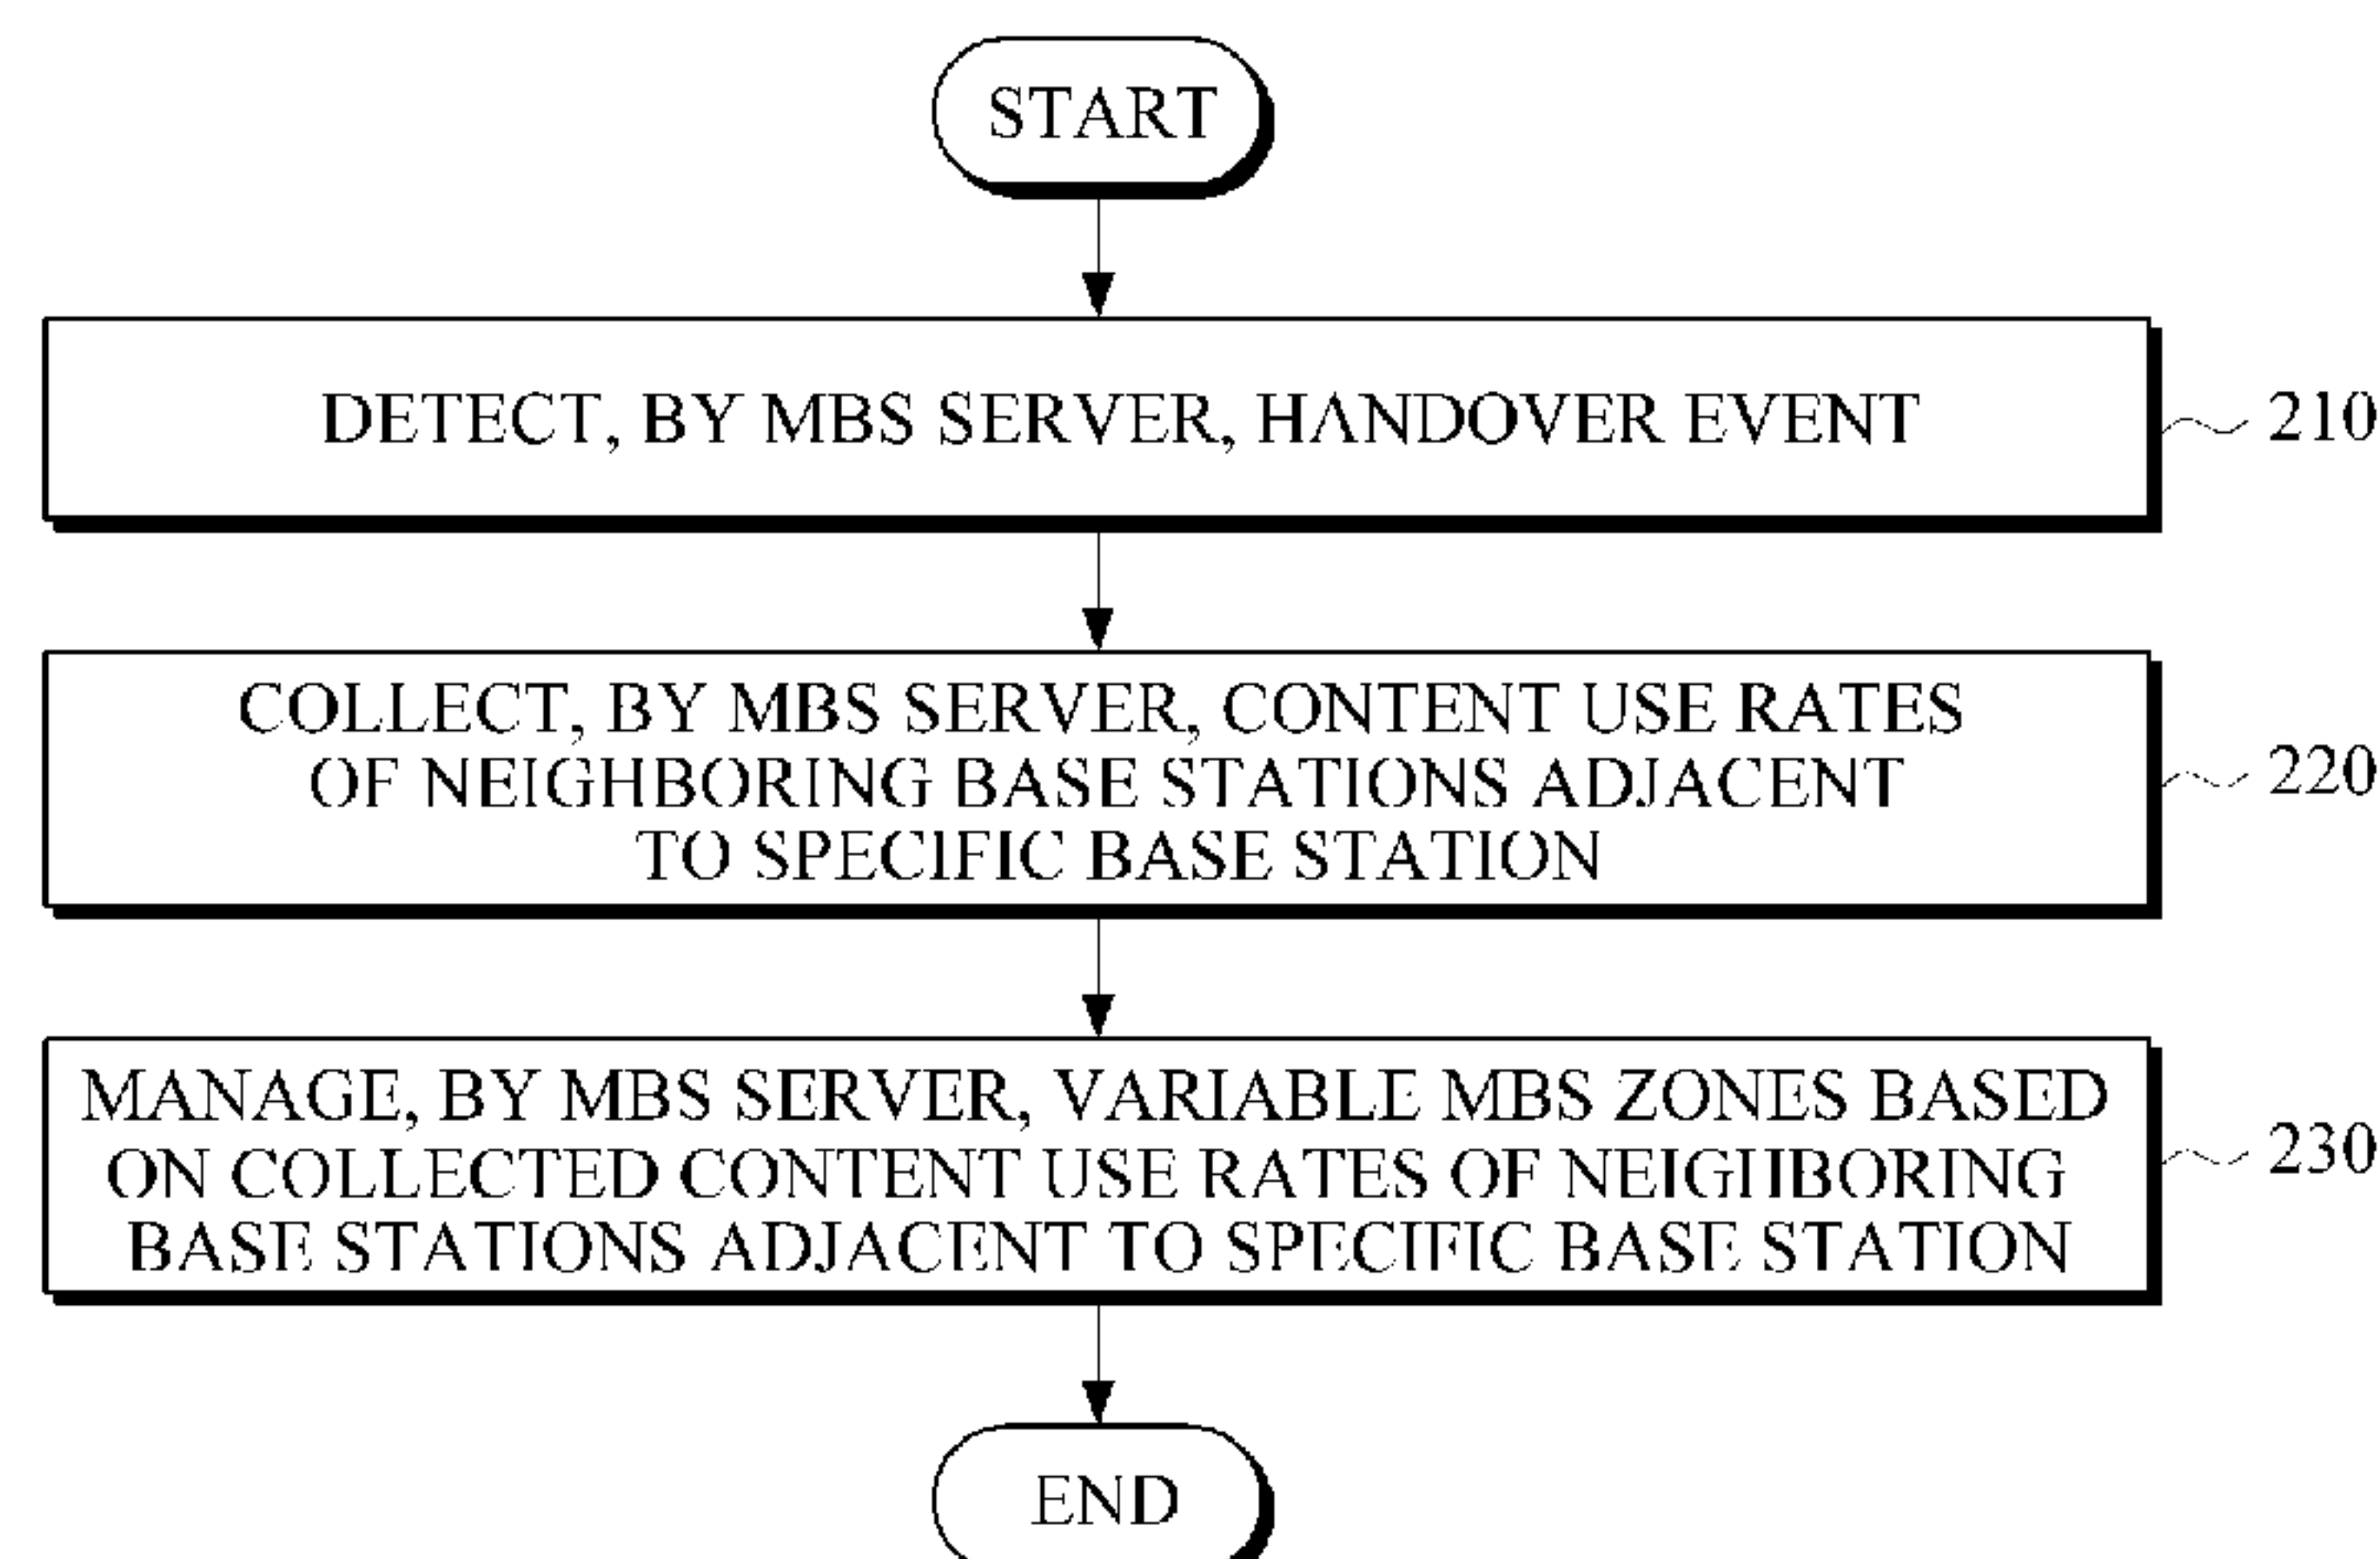 START
DETECT, BY MBS SERVER, HANDOVER EVENT
210
COLLECT, BY MBS SERVER, CONTENT USE RATES
OF NEIGHBORING BASE STATIONS ADJACENT
TO SPECIFIC BASE STATION
220
MANAGE, BY MBS SERVER, VARIABLE MBS ZONES BASED
ON COLLECTED CONTENT USE RATES OF NEIGHBORING
BASE STATIONS ADJACENT TO SPECIFIC BASE STATION
230
END